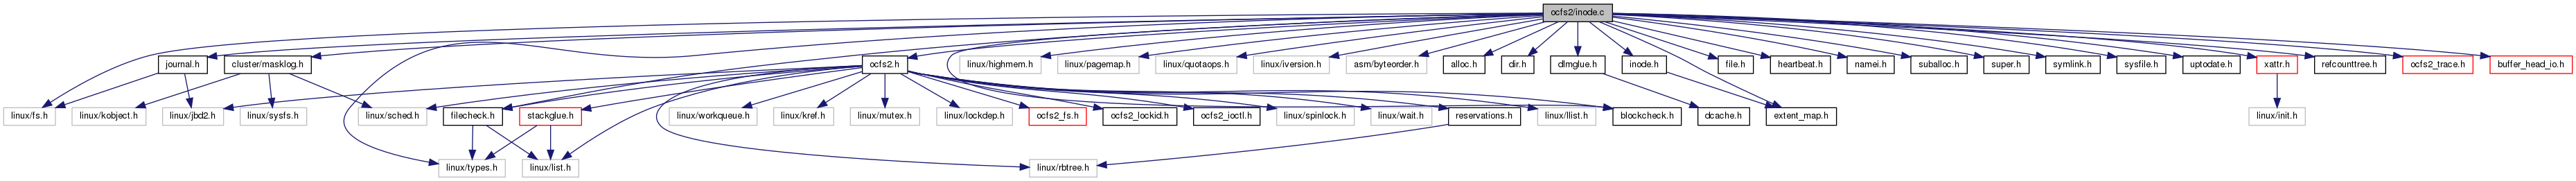 ocfs2/inode.c
journal.h
cluster/masklog.h
ocfs2.h
linux/highmem.h
linux/pagemap.h
linux/quotaops.h
linux/iversion.h
asm/byteorder.h
alloc.h
dir.h
dlmglue.h
inode.h
file.h
heartbeat.h
namei.h
suballoc.h
super.h
symlink.h
sysfile.h
uptodate.h
xattr.h
refcounttree.h
ocfs2_trace.h
buffer_head_io.h
linux/fs.h
linux/kobject.h
linux/jbd2.h
linux/sysfs.h
linux/sched.h
filecheck.h
stackglue.h
linux/workqueue.h
linux/kref.h
linux/mutex.h
linux/lockdep.h
ocfs2_fs.h
ocfs2_lockid.h
ocfs2_ioctl.h
linux/spinlock.h
linux/wait.h
reservations.h
linux/llist.h
blockcheck.h
dcache.h
extent_map.h
linux/init.h
linux/types.h
linux/list.h
linux/rbtree.h